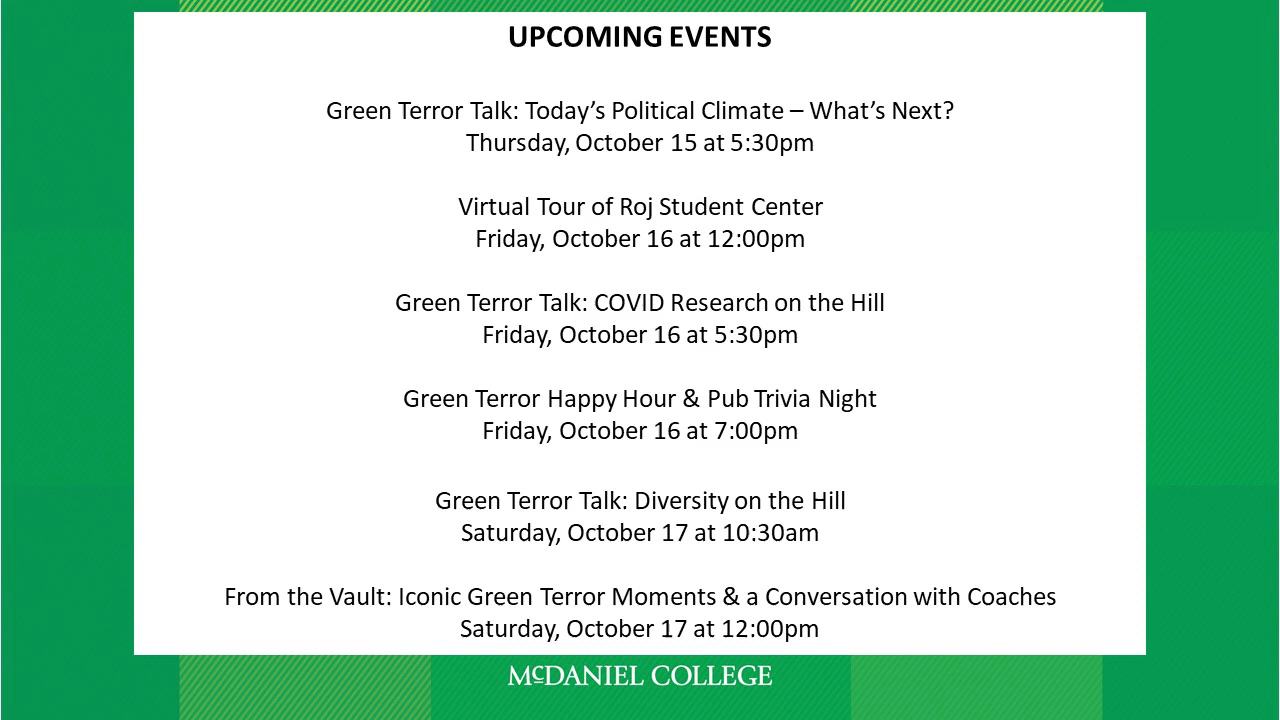 UPCOMING EVENTS
Green Terror Talk: Today’s Political Climate – What’s Next?
Thursday, October 15 at 5:30pm
Virtual Tour of Roj Student Center
Friday, October 16 at 12:00pm
Green Terror Talk: COVID Research on the Hill
Friday, October 16 at 5:30pm
Green Terror Happy Hour & Pub Trivia Night
Friday, October 16 at 7:00pm
Green Terror Talk: Diversity on the Hill
Saturday, October 17 at 10:30am
From the Vault: Iconic Green Terror Moments & a Conversation with Coaches
Saturday, October 17 at 12:00pm
McDANIEL COLLEGE